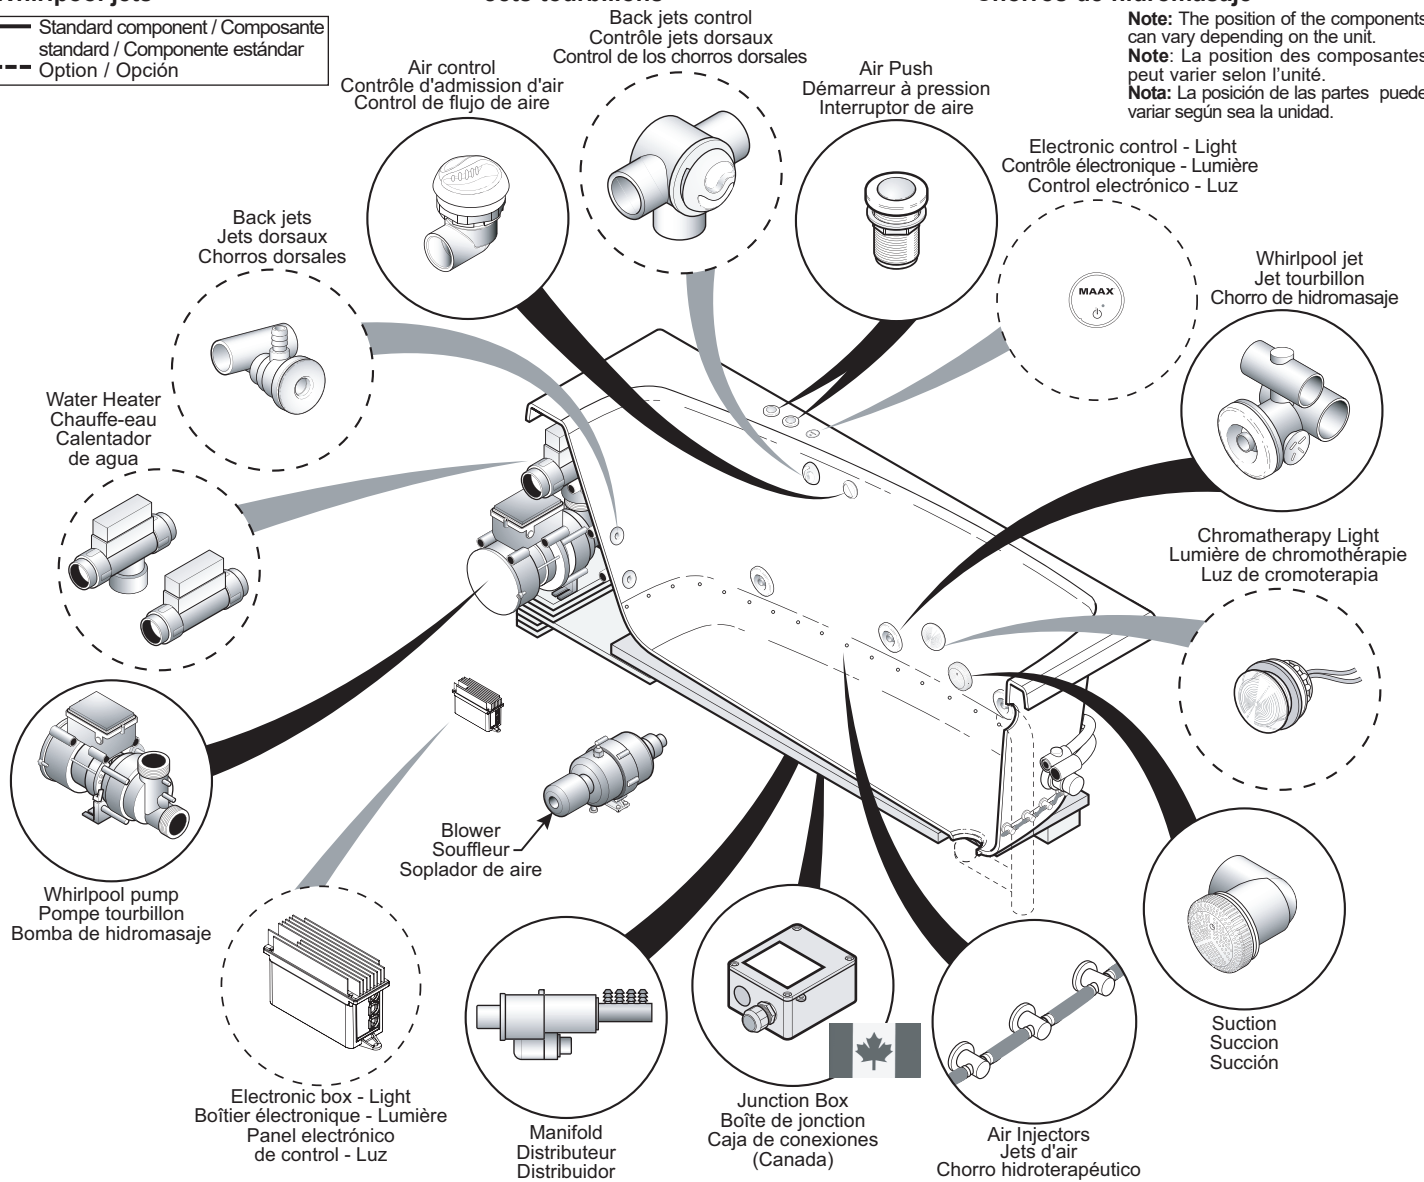 Standard component / Composante
standard / Componente estándar
Option / Opción
Note: The position of the components
can vary depending on the unit.
Note: La position des composantes
peut varier selon l’unité.
Nota: La posición de las partes puede
variar según sea la unidad.
Back jets control
Contrôle jets dorsaux
Control de los chorros dorsales
Air control
Contrôle d'admission d'air
Control de flujo de aire
Air Push
Démarreur à pression
Interruptor de aire
Electronic control - Light
Contrôle électronique - Lumière
Control electrónico - Luz
MAAX
Back jets
Jets dorsaux
Chorros dorsales
Whirlpool jet
Jet tourbillon
Chorro de hidromasaje
Water Heater
Chauffe-eau
Calentador
de agua
Chromatherapy Light
Lumière de chromothérapie
Luz de cromoterapia
Blower
Souffleur
Soplador de aire
Whirlpool pump
Pompe tourbillon
Bomba de hidromasaje
Electronic box - Light
Boîtier électronique - Lumière
Panel electrónico
de control - Luz
Manifold
Distributeur
Distribuidor
Junction Box
Boîte de jonction
Caja de conexiones
(Canada)
Air Injectors
Jets d'air
Chorro hidroterapéutico
Suction
Succion
Succión